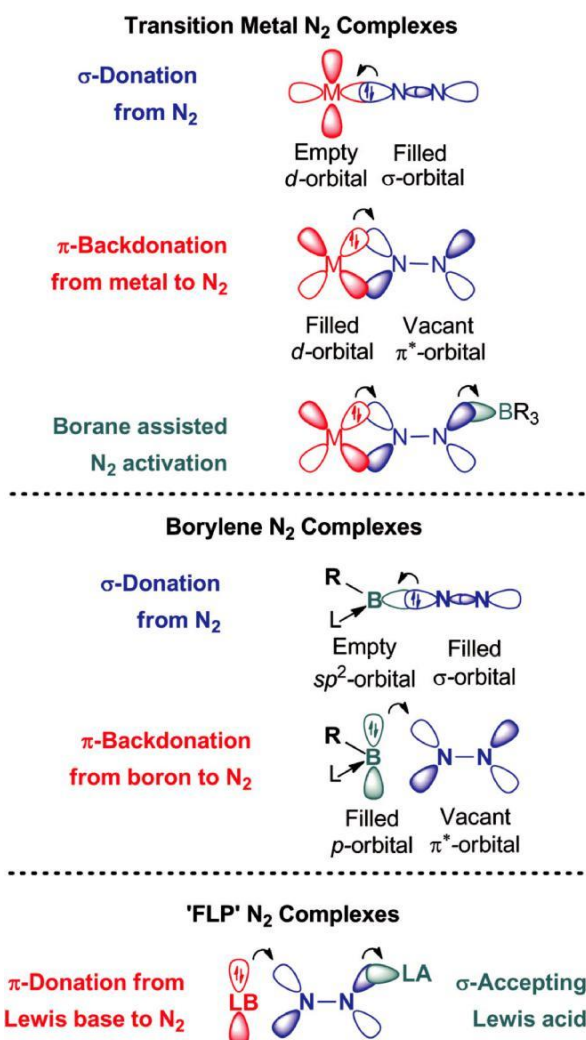 Transition Metal N₂ Complexes
σ-Donation
from N₂
M N N
Empty Filled
d-orbital σ-orbital
π-Backdonation
from metal to N₂
M N N
Filled Vacant
d-orbital π*-orbital
Borane assisted
N₂ activation
M N N BR₃
Borylene N₂ Complexes
σ-Donation
from N₂
R
B N N
L
Empty Filled
sp²-orbital σ-orbital
π-Backdonation
from boron to N₂
R
B N N
L
Filled Vacant
p-orbital π*-orbital
'FLP' N₂ Complexes
π-Donation from
Lewis base to N₂
LB N N LA
σ-Accepting
Lewis acid